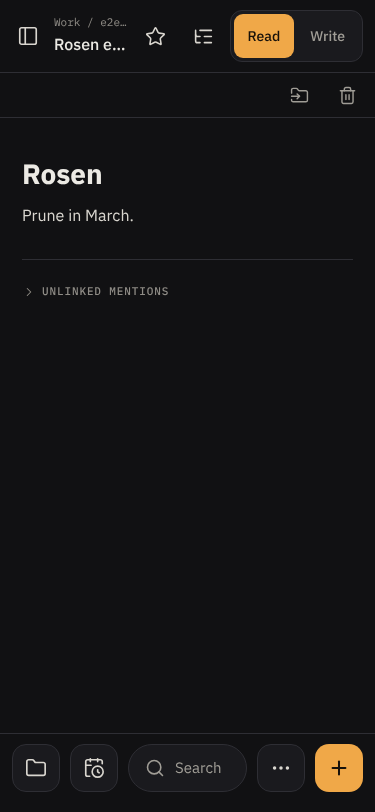 Work / e2e…
Rosen e…
Read
Write
Rosen
Prune in March.
UNLINKED MENTIONS
Search